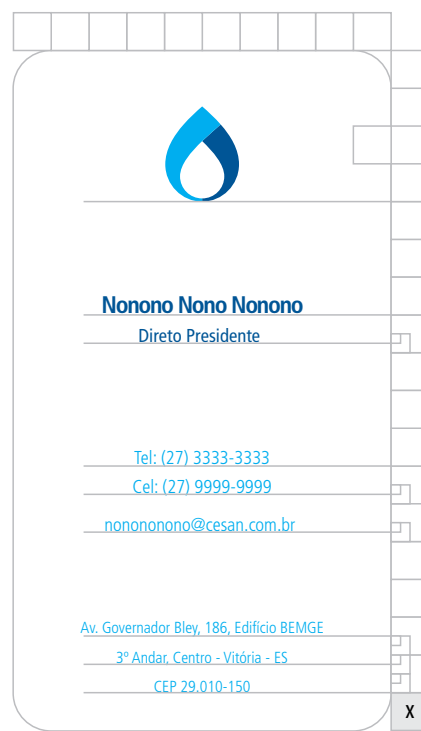 Nonono Nono Nonono
Direto Presidente
Tel: (27) 3333-3333
Cel: (27) 9999-9999
nonononono@cesan.com.br
Av. Governador Bley, 186, Edifício BEMGE
3º Andar, Centro - Vitória - ES
CEP 29.010-150
X